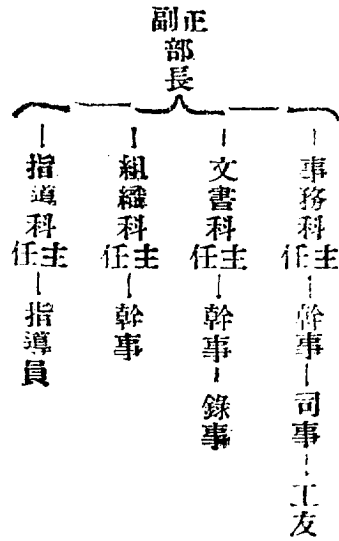 正副部長
事務科主任—幹事—司事—工友
文書科主任—幹事—錄事
組織科主任—幹事
指導科主任—指導員